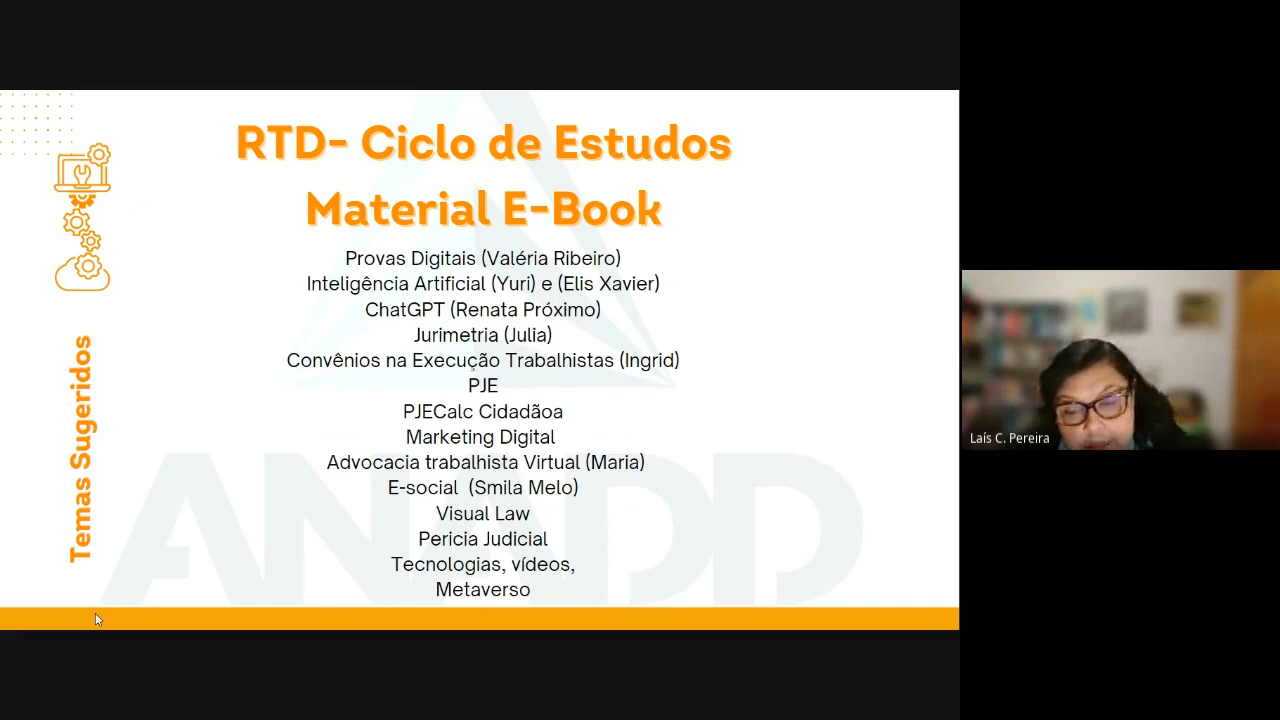 RTD- Ciclo de Estudos
Material E-Book
Provas Digitais (Valéria Ribeiro)
Inteligência Artificial (Yuri) e (Elis Xavier)
ChatGPT (Renata Próximo)
Jurimetria (Julia)
Convênios na Execução Trabalhistas (Ingrid)
PJE
PJECalc Cidadãoa
Marketing Digital
Advocacia trabalhista Virtual (Maria)
E-social (Smila Melo)
Visual Law
Pericia Judicial
Tecnologias, vídeos,
Metaverso
Temas Sugeridos
ANADD
Laís C. Pereira